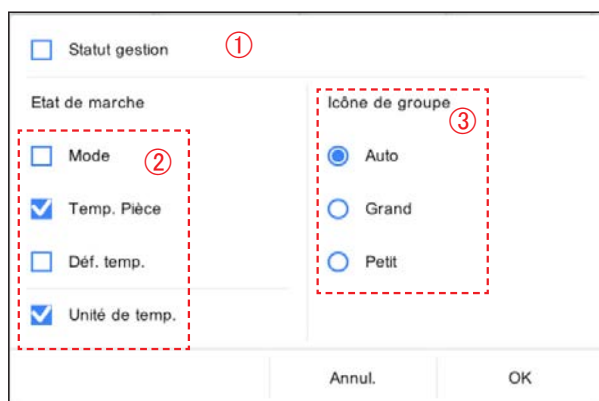 Statut gestion ①
Etat de marche
Mode ②
Temp. Pièce
Déf. temp.
Unité de temp.
Icône de groupe
③
Auto
Grand
Petit
Annul. OK